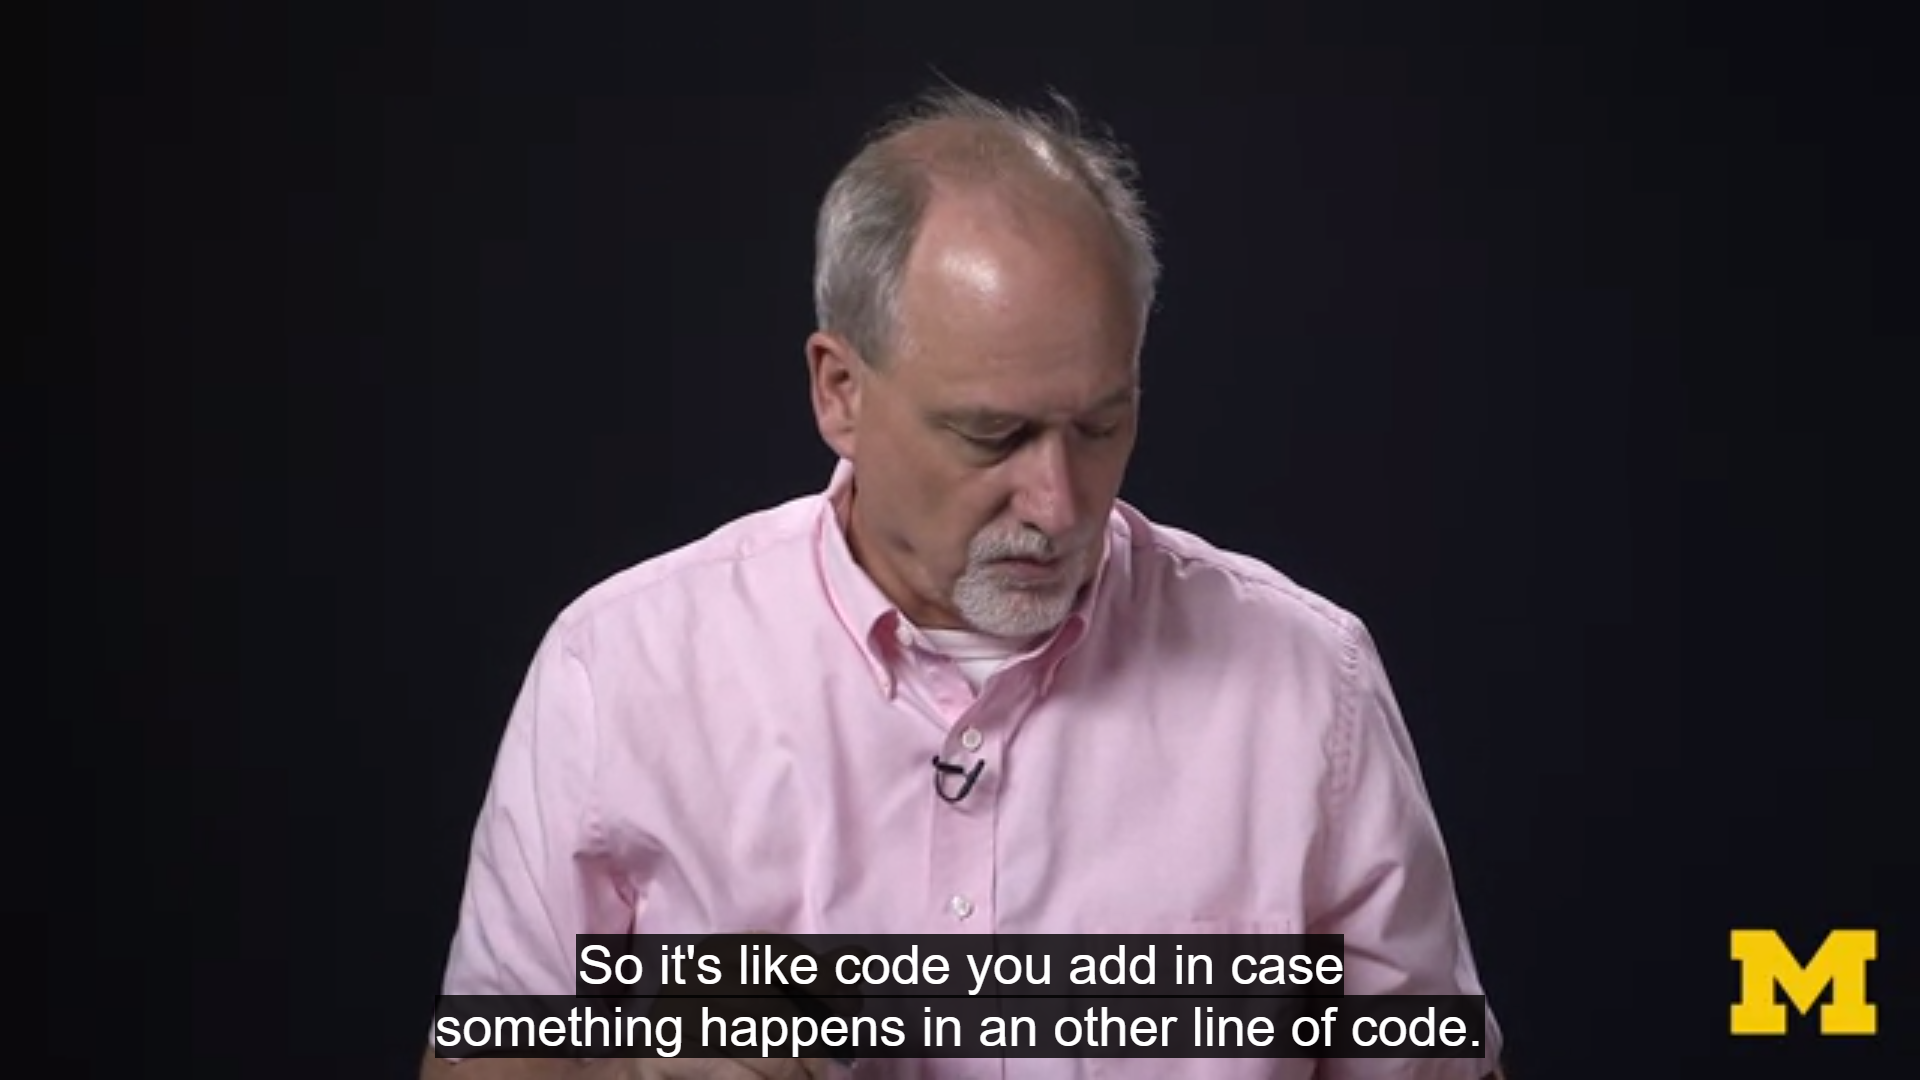 So it's like code you add in case
something happens in an other line of code.
M